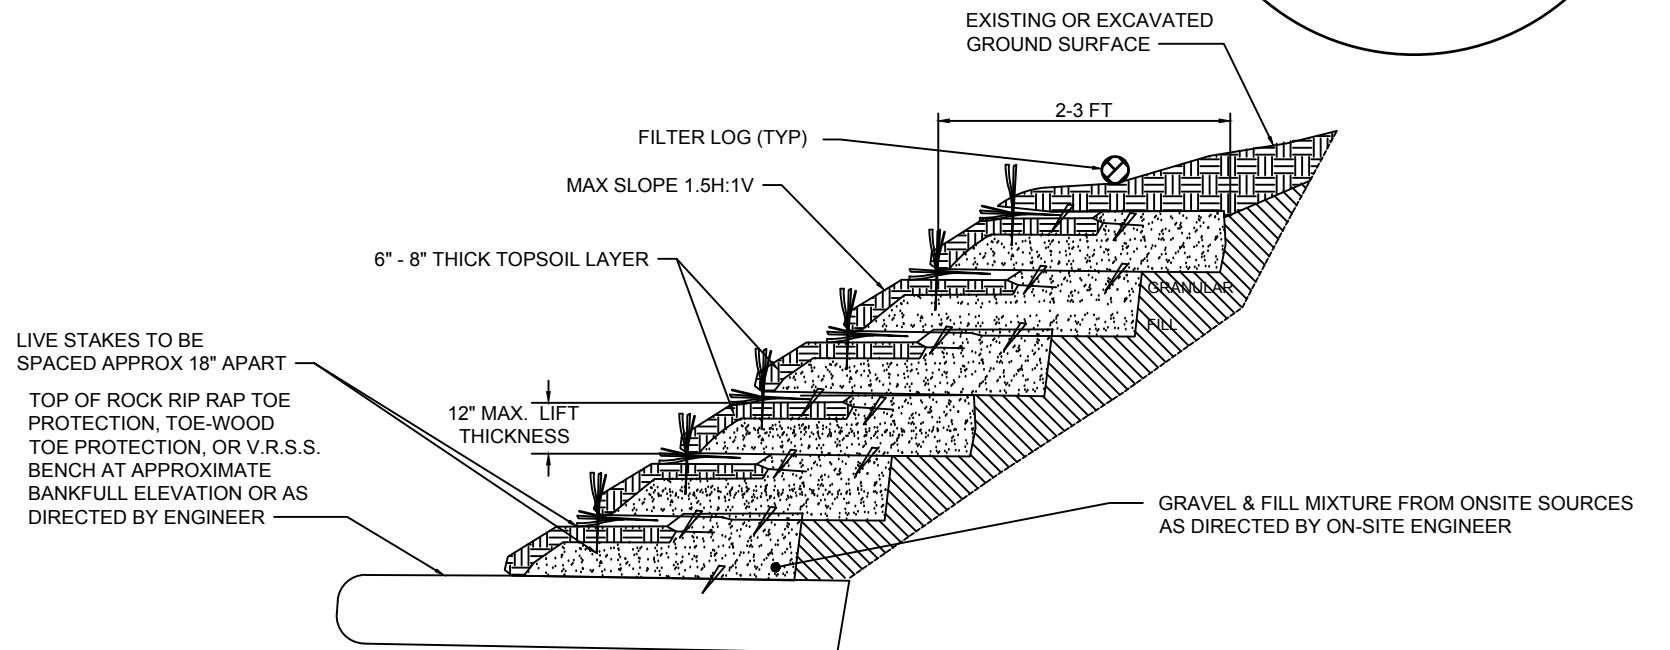 EXISTING OR EXCAVATED
GROUND SURFACE
2-3 FT
FILTER LOG (TYP)
MAX SLOPE 1.5H:1V
6" - 8" THICK TOPSOIL LAYER
GRANULAR
FILL
LIVE STAKES TO BE
SPACED APPROX 18" APART
TOP OF ROCK RIP RAP TOE
PROTECTION, TOE-WOOD
TOE PROTECTION, OR V.R.S.S.
BENCH AT APPROXIMATE
BANKFULL ELEVATION OR AS
DIRECTED BY ENGINEER
12" MAX. LIFT
THICKNESS
GRAVEL & FILL MIXTURE FROM ONSITE SOURCES
AS DIRECTED BY ON-SITE ENGINEER